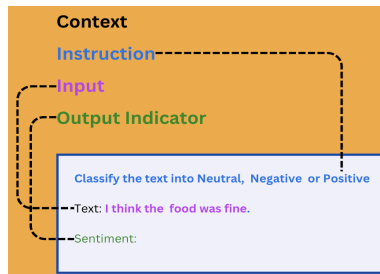 Context
Instruction
Input
Output Indicator
Classify the text into Neutral, Negative or Positive
Text: I think the food was fine.
Sentiment: